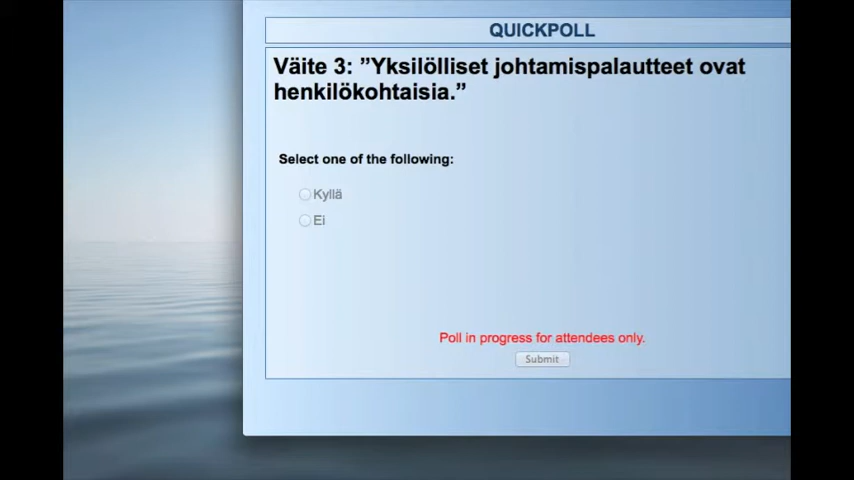 QUICKPOLL
Väite 3: ”Yksilölliset johtamispalautteet ovat
henkilökohtaisia.”
Select one of the following:
Kyllä
Ei
Poll in progress for attendees only.
Submit